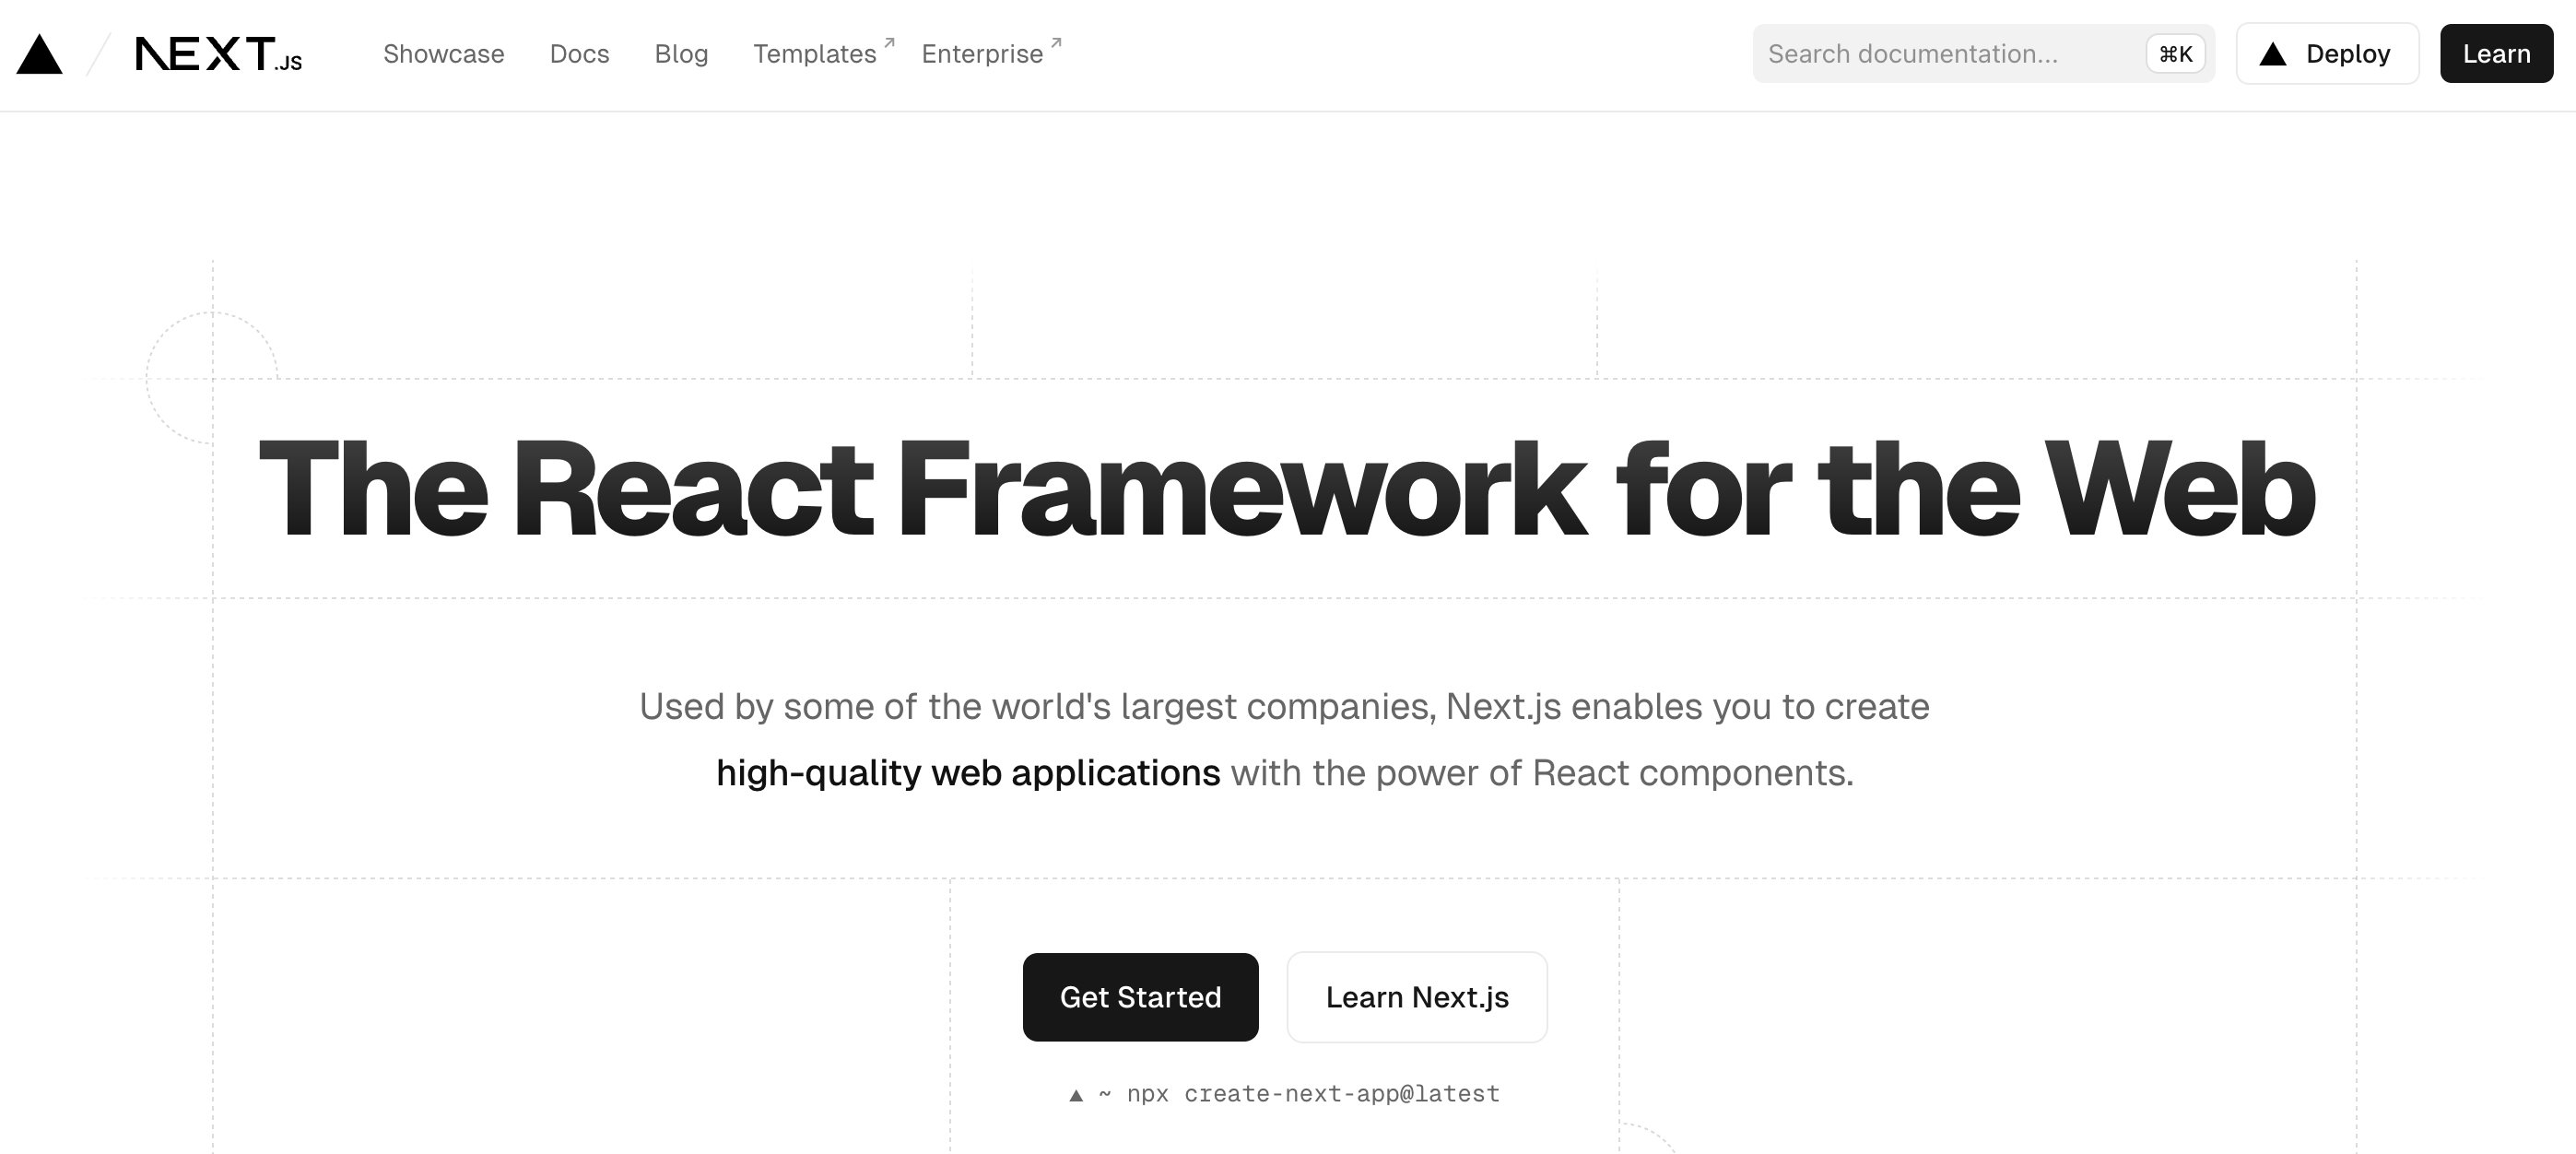 NEXT.JS
Showcase Docs Blog Templates Enterprise
Search documentation... ⌘K
Deploy
Learn
The React Framework for the Web
Used by some of the world's largest companies, Next.js enables you to create
high-quality web applications with the power of React components.
Get Started
Learn Next.js
▲ ~ npx create-next-app@latest